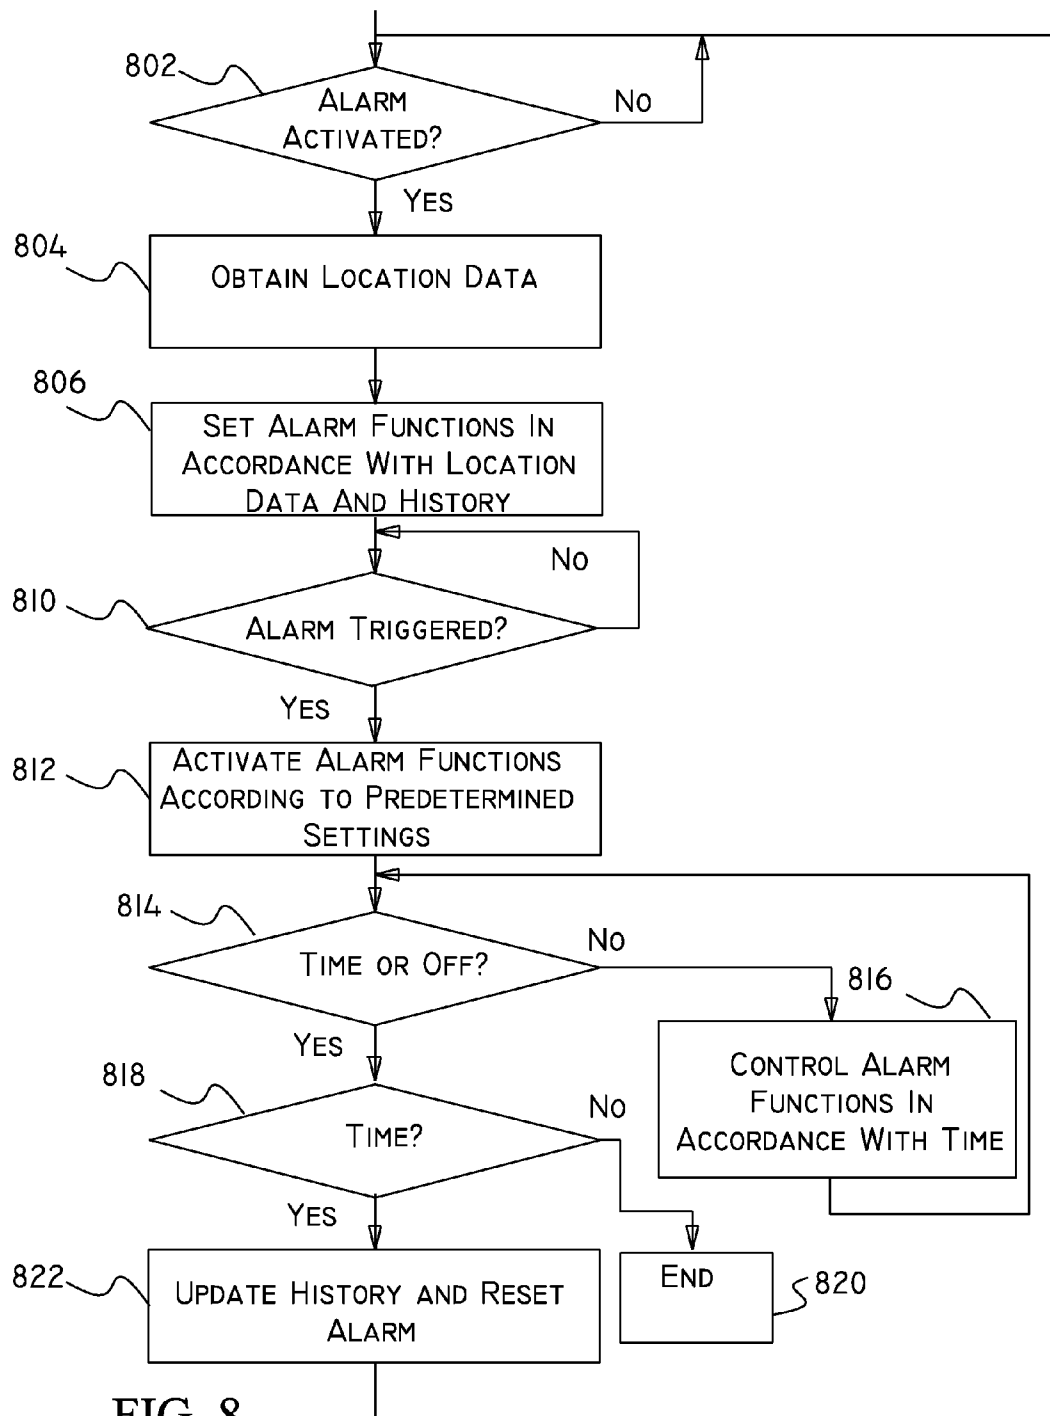 802
ALARM
ACTIVATED?
NO
YES
804
OBTAIN LOCATION DATA
806
SET ALARM FUNCTIONS IN
ACCORDANCE WITH LOCATION
DATA AND HISTORY
NO
810
ALARM TRIGGERED?
YES
812
ACTIVATE ALARM FUNCTIONS
ACCORDING TO PREDETERMINED
SETTINGS
814
TIME OR OFF?
NO
816
YES
CONTROL ALARM
FUNCTIONS IN
ACCORDANCE WITH TIME
818
TIME?
NO
YES
822
UPDATE HISTORY AND RESET
ALARM
END
820
FIG. 8